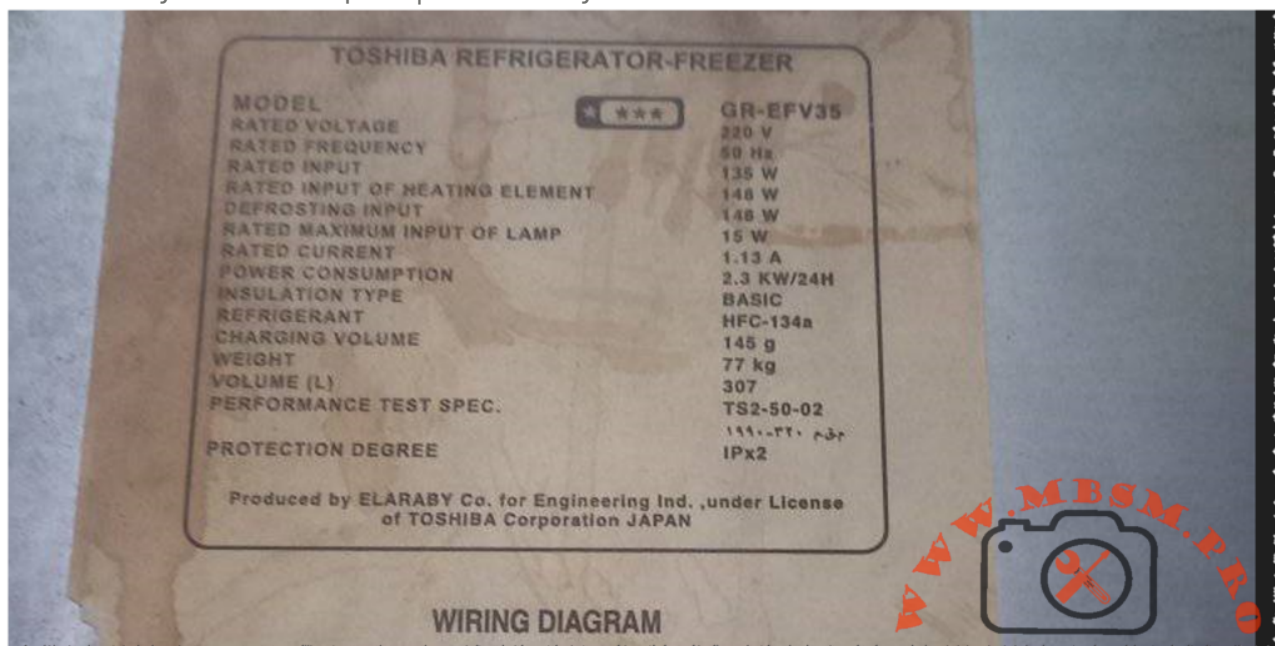 TOSHIBA REFRIGERATOR-FREEZER
MODEL GR-EFV35
RATED VOLTAGE 220 V
RATED FREQUENCY 50 Hz
RATED INPUT 135 W
RATED INPUT OF HEATING ELEMENT 148 W
DEFROSTING INPUT 148 W
RATED MAXIMUM INPUT OF LAMP 15 W
RATED CURRENT 1.13 A
POWER CONSUMPTION 2.3 KW/24H
INSULATION TYPE BASIC
REFRIGERANT HFC-134a
CHARGING VOLUME 145 g
WEIGHT 77 kg
VOLUME (L) 307
PERFORMANCE TEST SPEC. TS2-50-02
م.ق.م ٣٢٠-١٩٩٠
PROTECTION DEGREE IPx2
Produced by ELARABY Co. for Engineering Ind. ,under License
of TOSHIBA Corporation JAPAN
WIRING DIAGRAM
WWW.MBSM.PRO